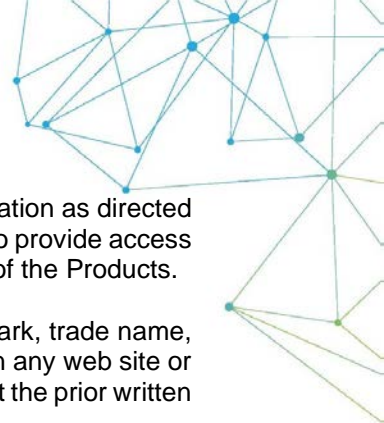 ation as directed
provide access
of the Products.
ark, trade name,
any web site or
the prior written